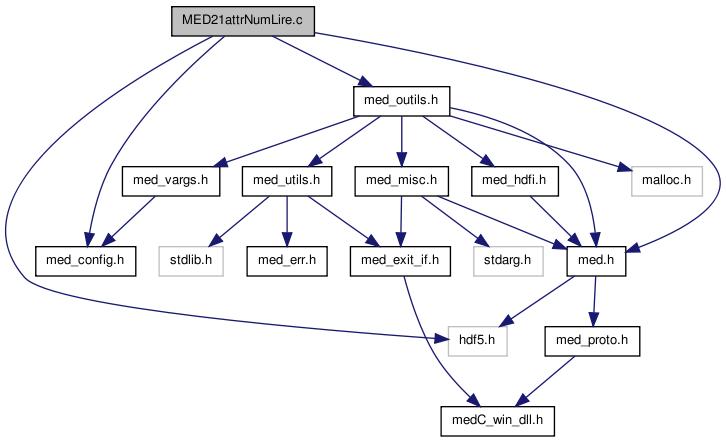 MED21attrNumLire.c
med_outils.h
med_vargs.h
med_utils.h
med_misc.h
med_hdfi.h
malloc.h
med_config.h
stdlib.h
med_err.h
med_exit_if.h
stdarg.h
med.h
hdf5.h
med_proto.h
medC_win_dll.h